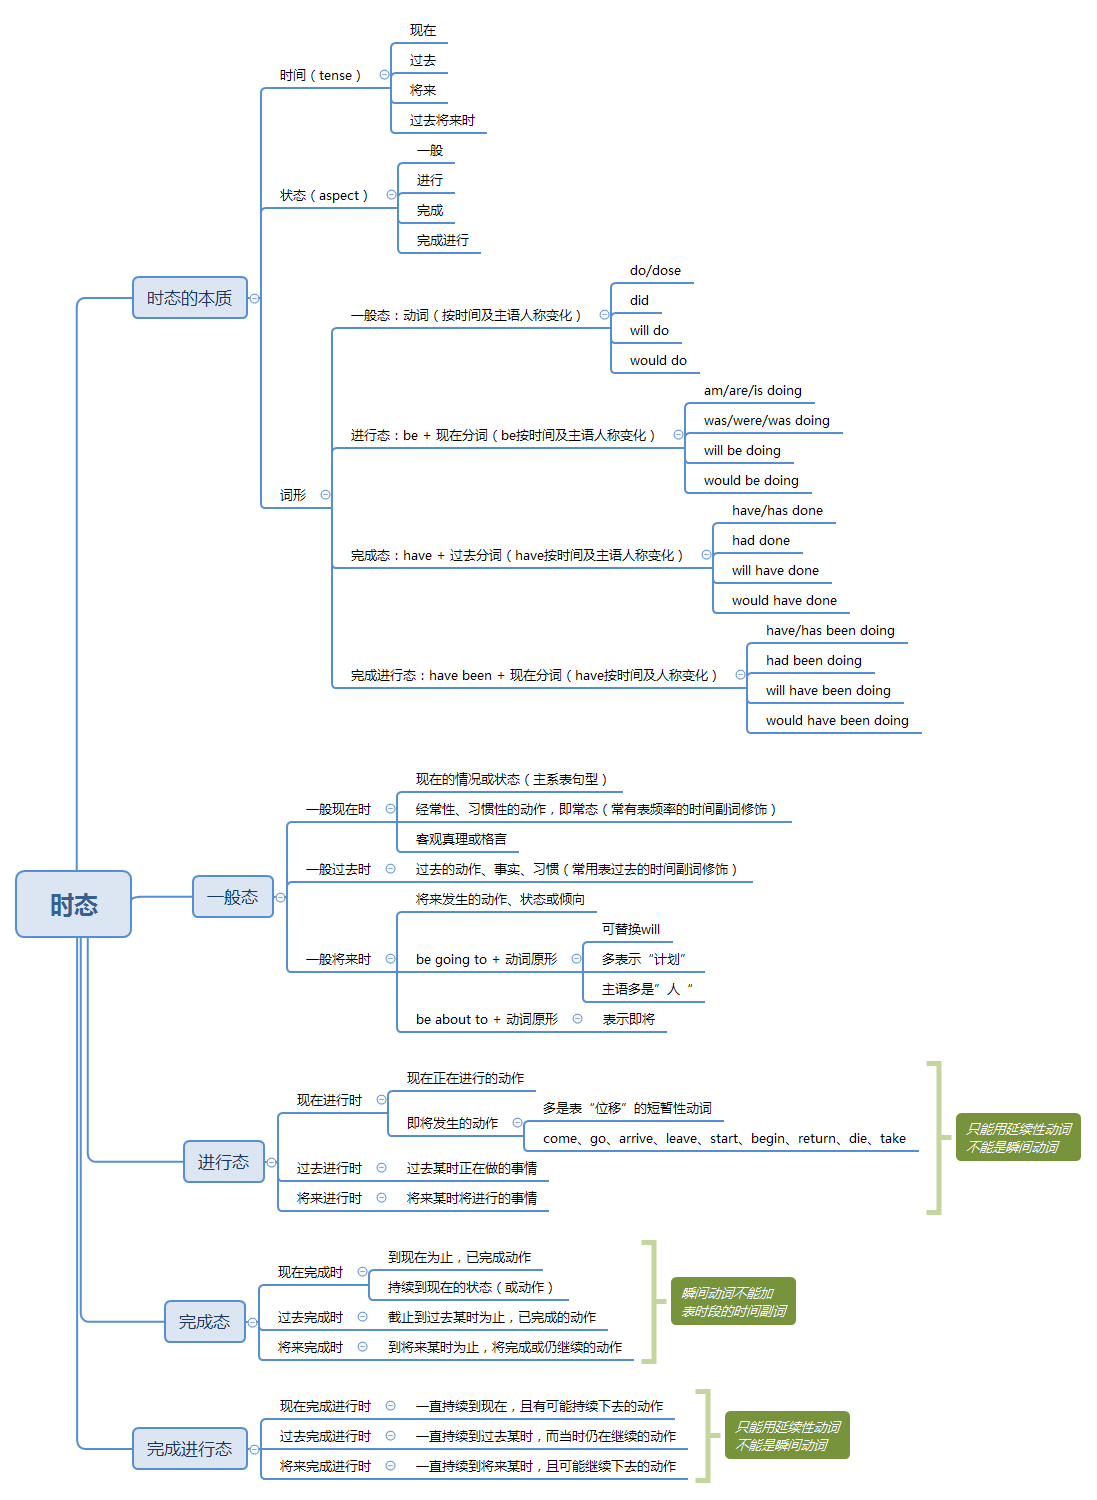 时态
时态的本质
时间（tense）
现在
过去
将来
过去将来时
状态（aspect）
一般
进行
完成
完成进行
词形
一般态：动词（按时间及主语人称变化）
do/dose
did
will do
would do
进行态：be + 现在分词（be按时间及主语人称变化）
am/are/is doing
was/were/was doing
will be doing
would be doing
完成态：have + 过去分词（have按时间及主语人称变化）
have/has done
had done
will have done
would have done
完成进行态：have been + 现在分词（have按时间及人称变化）
have/has been doing
had been doing
will have been doing
would have been doing
一般态
一般现在时
现在的情况或状态（主系表句型）
经常性、习惯性的动作，即常态（常有表频率的时间副词修饰）
客观真理或格言
一般过去时
过去的动作、事实、习惯（常用表过去的时间副词修饰）
一般将来时
将来发生的动作、状态或倾向
be going to + 动词原形
可替换will
多表示“计划”
主语多是”人“
be about to + 动词原形
表示即将
进行态
现在进行时
现在正在进行的动作
即将发生的动作
多是表“位移”的短暂性动词
come、go、arrive、leave、start、begin、return、die、take
过去进行时
过去某时正在做的事情
将来进行时
将来某时将进行的事情
只能用延续性动词
不能是瞬间动词
完成态
现在完成时
到现在为止，已完成动作
持续到现在的状态（或动作）
过去完成时
截止到过去某时为止，已完成的动作
将来完成时
到将来某时为止，将完成或仍继续的动作
瞬间动词不能加
表时段的时间副词
完成进行态
现在完成进行时
一直持续到现在，且有可能持续下去的动作
过去完成进行时
一直持续到过去某时，而当时仍在继续的动作
将来完成进行时
一直持续到将来某时，且可能继续下去的动作
只能用延续性动词
不能是瞬间动词